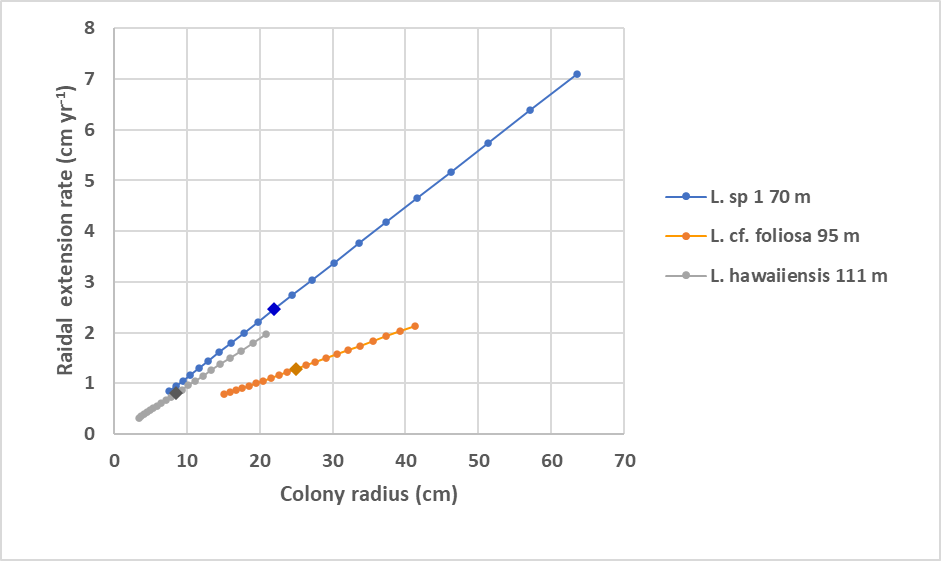 8
7
6
5
4
3
2
1
0
Raidal extension rate (cm yr-1)
0 10 20 30 40 50 60 70
Colony radius (cm)
L. sp 1 70 m
L. cf. foliosa 95 m
L. hawaiiensis 111 m